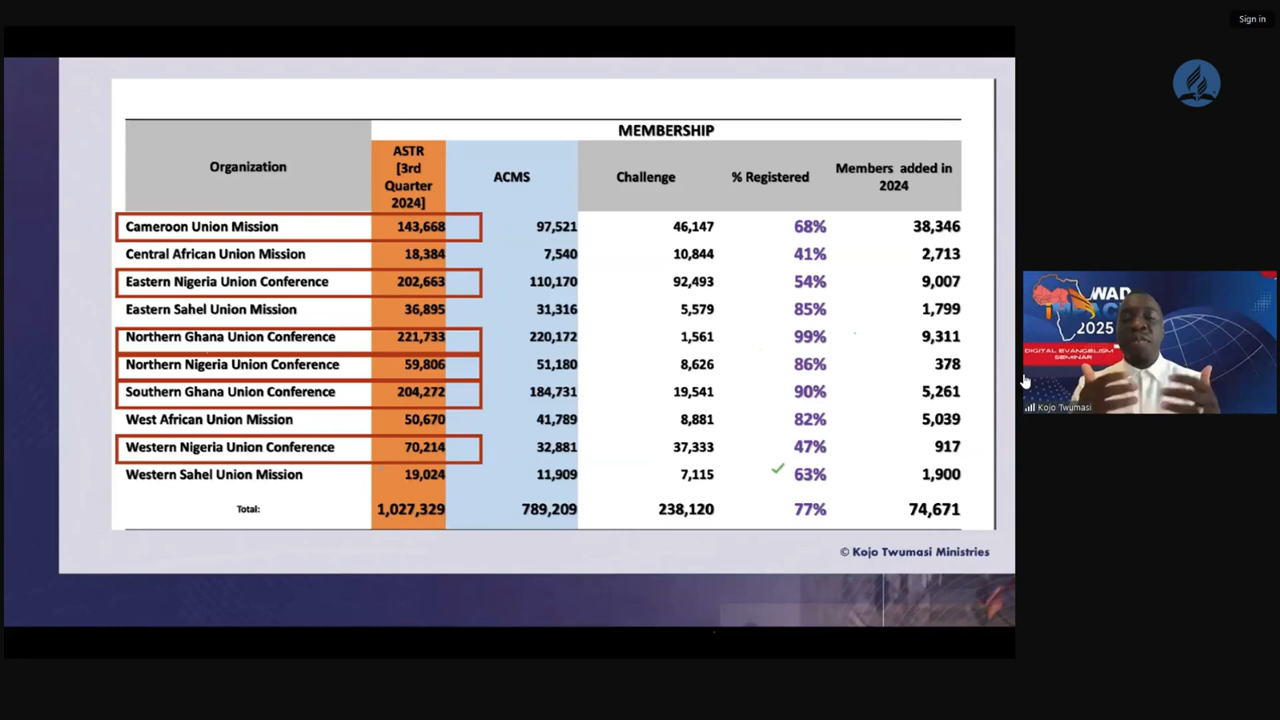 Sign in
MEMBERSHIP
Organization
ASTR
[3rd
Quarter
2024]
ACMS
Challenge
% Registered
Members added in
2024
Cameroon Union Mission 143,668 97,521 46,147 68% 38,346
Central African Union Mission 18,384 7,540 10,844 41% 2,713
Eastern Nigeria Union Conference 202,663 110,170 92,493 54% 9,007
Eastern Sahel Union Mission 36,895 31,316 5,579 85% 1,799
Northern Ghana Union Conference 221,733 220,172 1,561 99% 9,311
Northern Nigeria Union Conference 59,806 51,180 8,626 86% 378
Southern Ghana Union Conference 204,272 184,731 19,541 90% 5,261
West African Union Mission 50,670 41,789 8,881 82% 5,039
Western Nigeria Union Conference 70,214 32,881 37,333 47% 917
Western Sahel Union Mission 19,024 11,909 7,115 63% 1,900
Total: 1,027,329 789,209 238,120 77% 74,671
© Kojo Twumasi Ministries
WAD
2025
DIGITAL EVANGELISM
SEMINAR
Kojo Twumasi